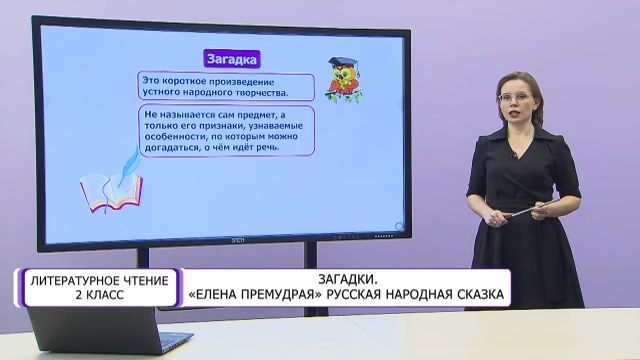 Загадка
Это короткое произведение
устного народного творчества.
Не называется сам предмет, а
только его признаки, узнаваемые
особенности, по которым можно
догадаться, о чём идёт речь.
ЛИТЕРАТУРНОЕ ЧТЕНИЕ
2 КЛАСС
ЗАГАДКИ.
«ЕЛЕНА ПРЕМУДРАЯ» РУССКАЯ НАРОДНАЯ СКАЗКА